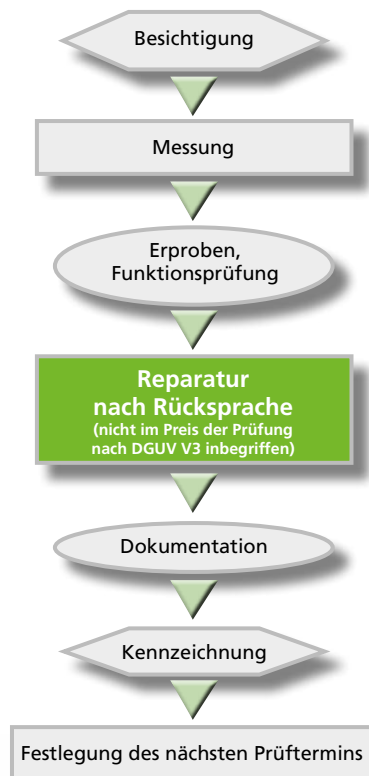 Besichtigung
Messung
Erproben,
Funktionsprüfung
Reparatur
nach Rücksprache
(nicht im Preis der Prüfung
nach DGUV V3 inbegriffen)
Dokumentation
Kennzeichnung
Festlegung des nächsten Prüftermins